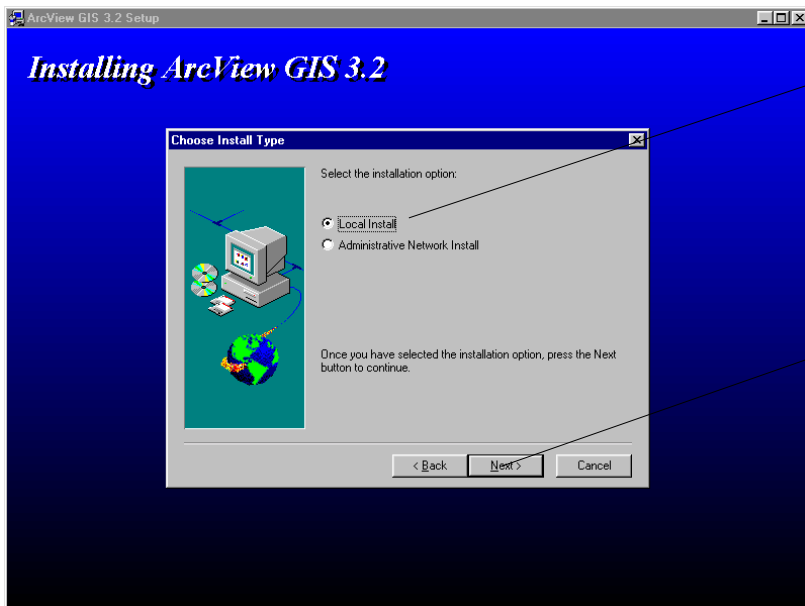 ArcView GIS 3.2 Setup
Installing ArcView GIS 3.2
Choose Install Type
Select the installation option:
Local Install
Administrative Network Install
Once you have selected the installation option, press the Next
button to continue.
< Back
Next >
Cancel